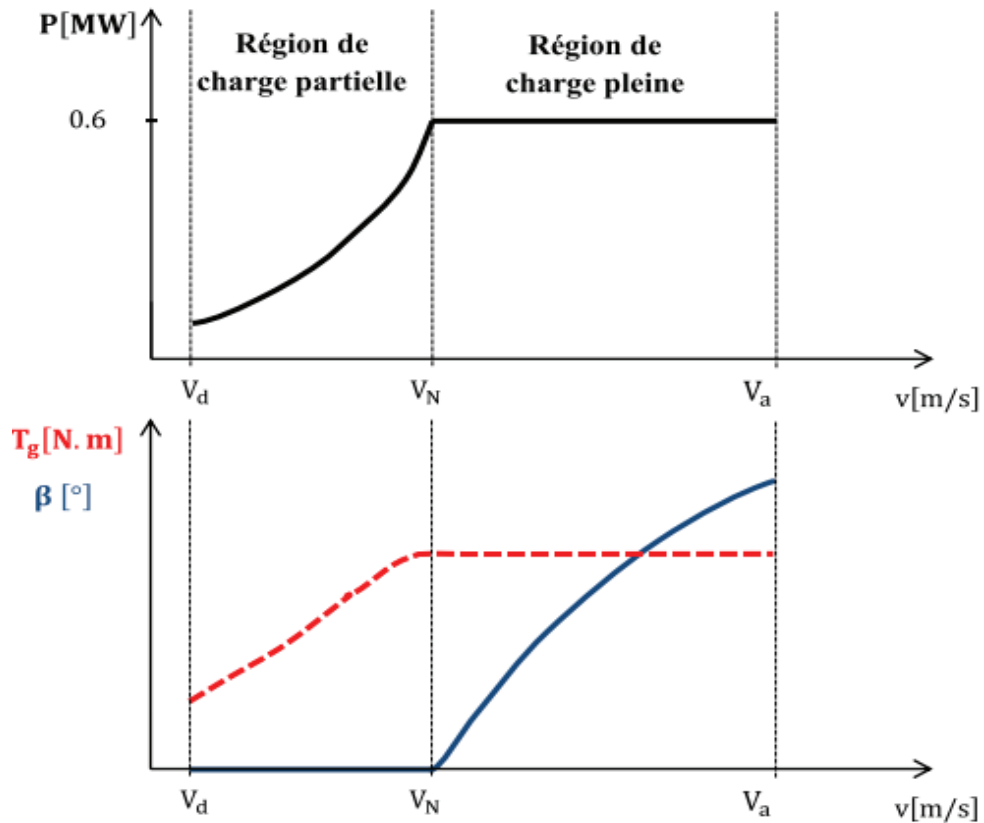 P[MW]
Région de
charge partielle
Région de
charge pleine
0.6
V_d
V_N
V_a
v[m/s]
T_g[N. m]
β [°]
V_d
V_N
V_a
v[m/s]